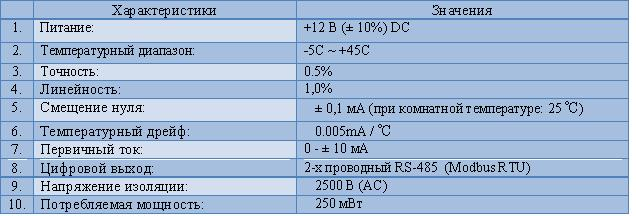 Характеристики Значения
1. Питание: +12 В (± 10%) DC
2. Температурный диапазон: -5С ~ +45С
3. Точность: 0.5%
4. Линейность: 1,0%
5. Смещение нуля: ± 0,1 мА (при комнатной температуре: 25 ℃)
6. Температурный дрейф: 0.005mA / ℃
7. Первичный ток: 0 - ± 10 мА
8. Цифровой выход: 2-х проводный RS-485 (Modbus RTU)
9. Напряжение изоляции: 2500 В (AC)
10. Потребляемая мощность: 250 мВт